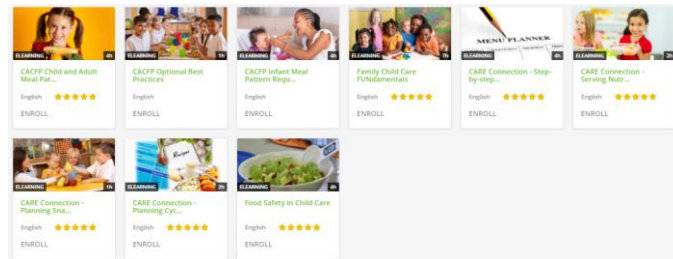 ELEARNING 4h
CACFP Child and Adult
Meal Pat...
English
ENROLL
ELEARNING 1h
CACFP Optional Best
Practices
English
ENROLL
ELEARNING 4h
CACFP Infant Meal
Pattern Requ...
English
ENROLL
ELEARNING 7h
Family Child Care
FUNdamentals
English
ENROLL
MENU PLANNER
ELEARNING 4h
CARE Connection - Step-
by-step...
English
ENROLL
ELEARNING 2h
CARE Connection -
Serving Nutr...
English
ENROLL
ELEARNING 1h
CARE Connection -
Planning Sna...
English
ENROLL
Recipes
ELEARNING 2h
CARE Connection -
Planning Cyc...
English
ENROLL
ELEARNING 4h
Food Safety in Child Care
English
ENROLL